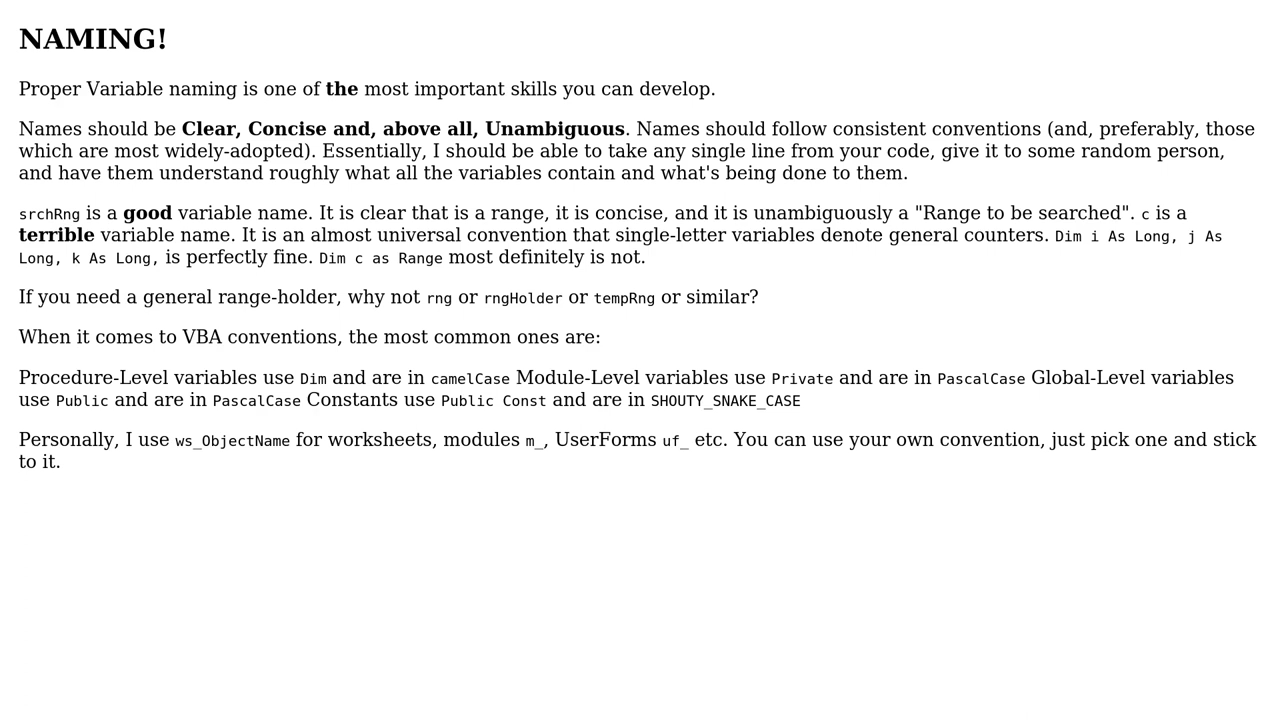 NAMING!
Proper Variable naming is one of the most important skills you can develop.
Names should be Clear, Concise and, above all, Unambiguous. Names should follow consistent conventions (and, preferably, those
which are most widely-adopted). Essentially, I should be able to take any single line from your code, give it to some random person,
and have them understand roughly what all the variables contain and what's being done to them.
srchRng is a good variable name. It is clear that is a range, it is concise, and it is unambiguously a "Range to be searched". c is a
terrible variable name. It is an almost universal convention that single-letter variables denote general counters. Dim i As Long, j As
Long, k As Long, is perfectly fine. Dim c as Range most definitely is not.
If you need a general range-holder, why not rng or rngHolder or tempRng or similar?
When it comes to VBA conventions, the most common ones are:
Procedure-Level variables use Dim and are in camelCase Module-Level variables use Private and are in PascalCase Global-Level variables
use Public and are in PascalCase Constants use Public Const and are in SHOUTY_SNAKE_CASE
Personally, I use ws_ObjectName for worksheets, modules m_, UserForms uf_ etc. You can use your own convention, just pick one and stick
to it.